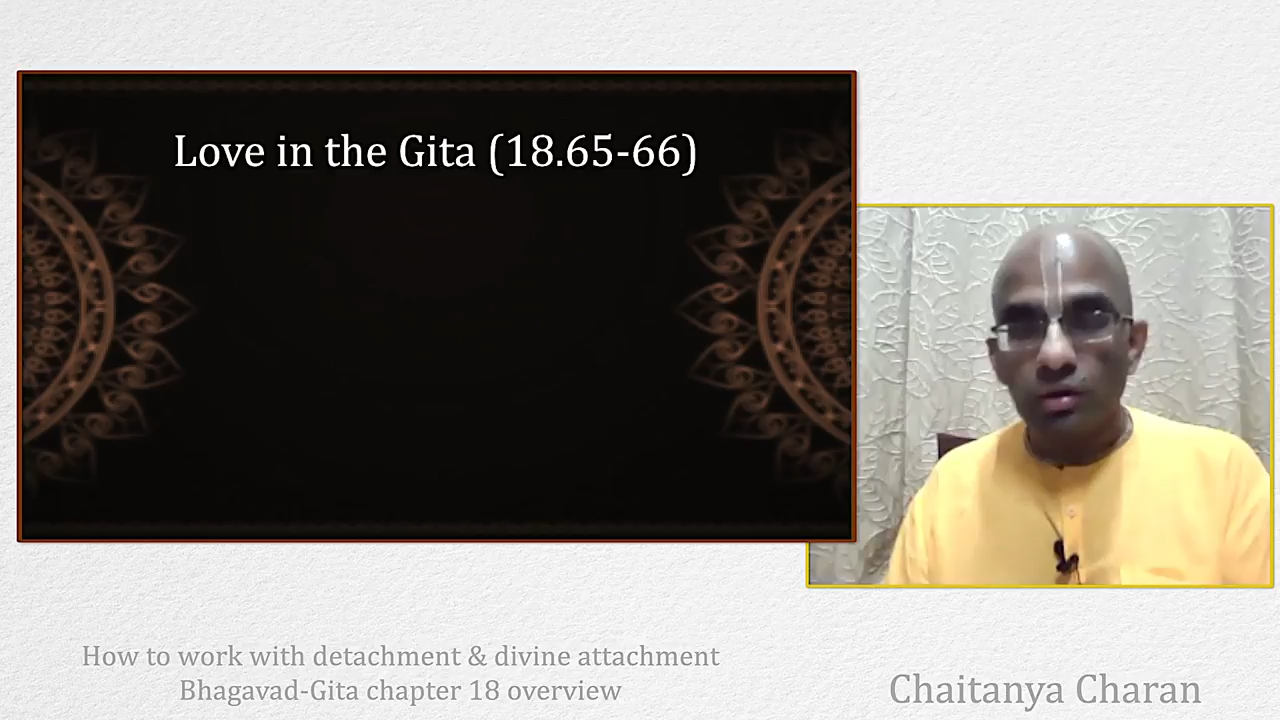 Love in the Gita (18.65-66)
How to work with detachment & divine attachment
Bhagavad-Gita chapter 18 overview
Chaitanya Charan